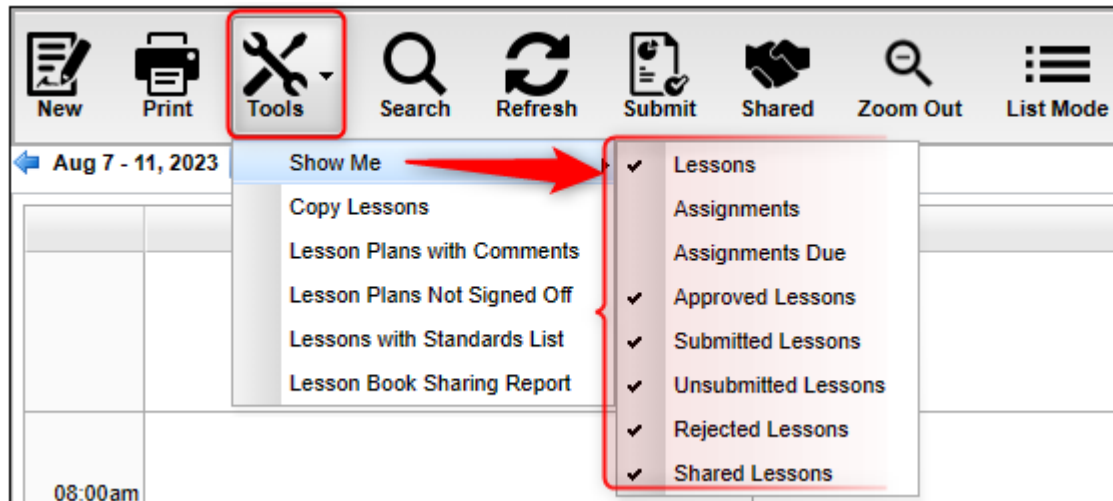 New Print Tools Search Refresh Submit Shared Zoom Out List Mode
Aug 7 - 11, 2023
Show Me
Copy Lessons
Lesson Plans with Comments
Lesson Plans Not Signed Off
Lessons with Standards List
Lesson Book Sharing Report
Lessons
Assignments
Assignments Due
Approved Lessons
Submitted Lessons
Unsubmitted Lessons
Rejected Lessons
Shared Lessons
08:00am